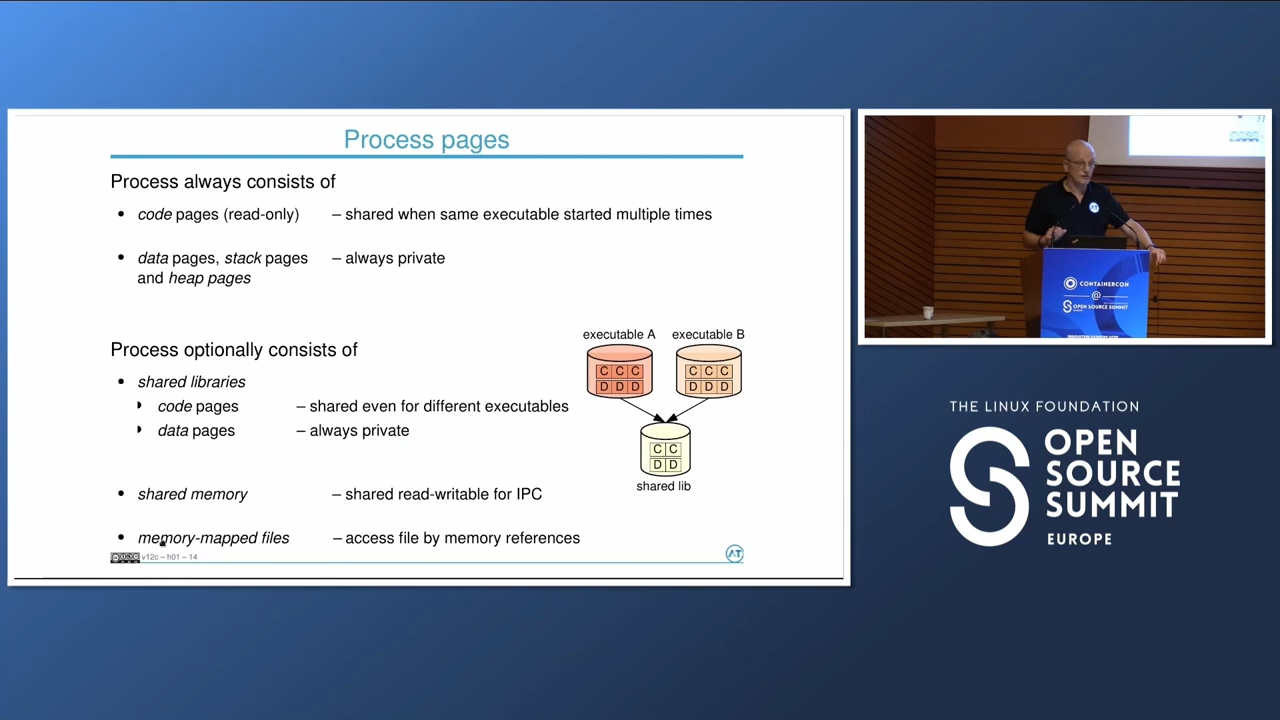 Process pages
Process always consists of
• code pages (read-only) – shared when same executable started multiple times
• data pages, stack pages – always private
and heap pages
Process optionally consists of
• shared libraries
code pages – shared even for different executables
data pages – always private
• shared memory – shared read-writable for IPC
• memory-mapped files – access file by memory references
executable A executable B
C C C C C C
D D D D D D
C C
D D
shared lib
v12c – h01 – 14
AT
AT
CONTAINERCON
@
OPEN SOURCE SUMMIT
THE LINUX FOUNDATION
OPEN
SOURCE
SUMMIT
EUROPE